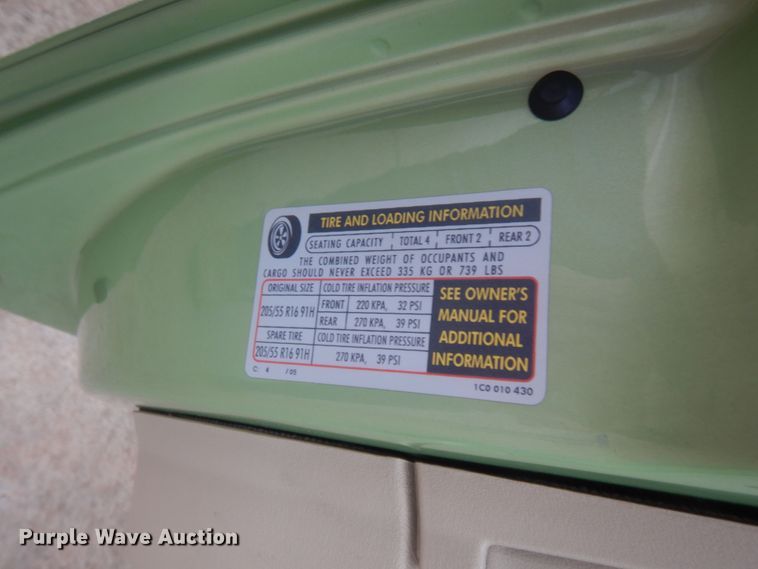 TIRE AND LOADING INFORMATION
SEATING CAPACITY TOTAL 4 FRONT 2 REAR 2
THE COMBINED WEIGHT OF OCCUPANTS AND
CARGO SHOULD NEVER EXCEED 335 KG OR 739 LBS
ORIGINAL SIZE COLD TIRE INFLATION PRESSURE
205/55 R16 91H
FRONT 220 KPA, 32 PSI
REAR 270 KPA, 39 PSI
SPARE TIRE COLD TIRE INFLATION PRESSURE
205/55 R16 91H 270 KPA, 39 PSI
SEE OWNER'S
MANUAL FOR
ADDITIONAL
INFORMATION
C: 4 /05 1C0 010 430
Purple Wave Auction